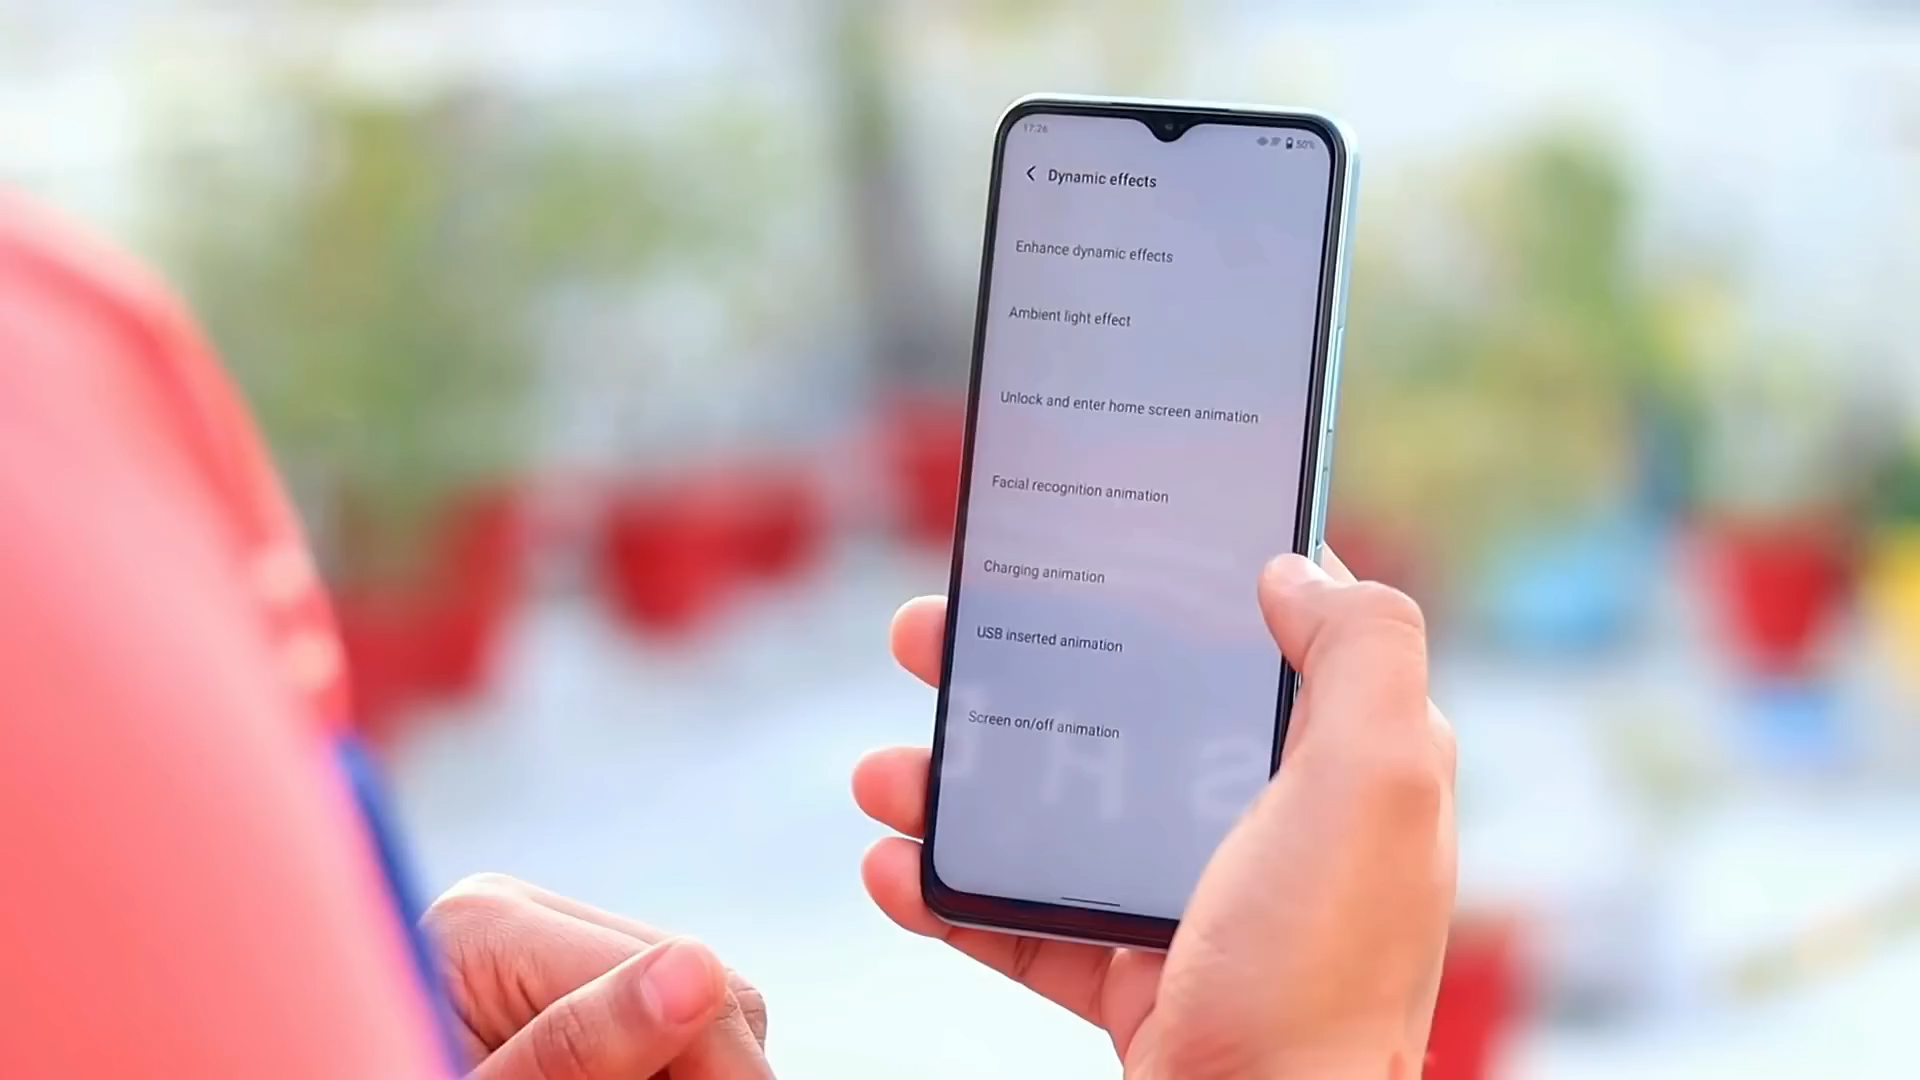 17:26
50%
Dynamic effects
Enhance dynamic effects
Ambient light effect
Unlock and enter home screen animation
Facial recognition animation
Charging animation
USB inserted animation
Screen on/off animation